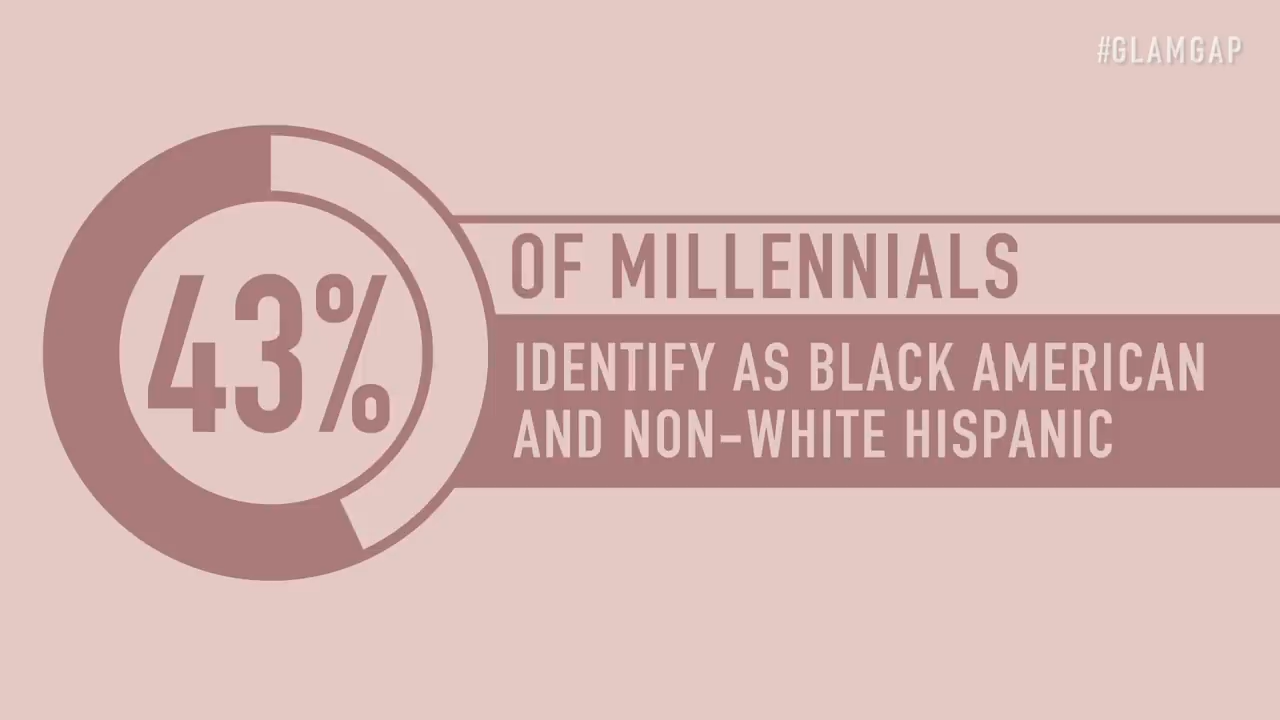 #GLAMGAP
43%
OF MILLENNIALS
IDENTIFY AS BLACK AMERICAN
AND NON-WHITE HISPANIC